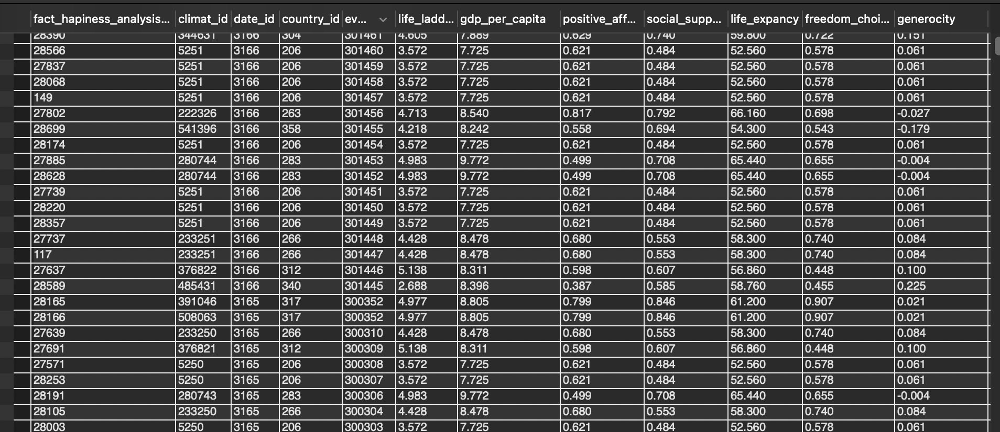 fact_hapiness_analysis... climat_id date_id country_id ev... life_ladd... gdp_per_capita positive_aff... social_supp... life_expancy freedom_choi... generocity
28390 344631 3166 304 301461 4.605 7.889 0.629 0.740 59.800 0.722 0.151
28566 5251 3166 206 301460 3.572 7.725 0.621 0.484 52.560 0.578 0.061
27837 5251 3166 206 301459 3.572 7.725 0.621 0.484 52.560 0.578 0.061
28068 5251 3166 206 301458 3.572 7.725 0.621 0.484 52.560 0.578 0.061
149 5251 3166 206 301457 3.572 7.725 0.621 0.484 52.560 0.578 0.061
27802 222326 3166 263 301456 4.713 8.540 0.817 0.792 66.160 0.698 -0.027
28699 541396 3166 358 301455 4.218 8.242 0.558 0.694 54.300 0.543 -0.179
28174 5251 3166 206 301454 3.572 7.725 0.621 0.484 52.560 0.578 0.061
27885 280744 3166 283 301453 4.983 9.772 0.499 0.708 65.440 0.655 -0.004
28628 280744 3166 283 301452 4.983 9.772 0.499 0.708 65.440 0.655 -0.004
27739 5251 3166 206 301451 3.572 7.725 0.621 0.484 52.560 0.578 0.061
28220 5251 3166 206 301450 3.572 7.725 0.621 0.484 52.560 0.578 0.061
28357 5251 3166 206 301449 3.572 7.725 0.621 0.484 52.560 0.578 0.061
27737 233251 3166 266 301448 4.428 8.478 0.680 0.553 58.300 0.740 0.084
117 233251 3166 266 301447 4.428 8.478 0.680 0.553 58.300 0.740 0.084
27637 376822 3166 312 301446 5.138 8.311 0.598 0.607 56.860 0.448 0.100
28589 485431 3166 340 301445 2.688 8.396 0.387 0.585 58.760 0.455 0.225
28165 391046 3165 317 300352 4.977 8.805 0.799 0.846 61.200 0.907 0.021
28166 508063 3165 317 300352 4.977 8.805 0.799 0.846 61.200 0.907 0.021
27639 233250 3165 266 300310 4.428 8.478 0.680 0.553 58.300 0.740 0.084
27691 376821 3165 312 300309 5.138 8.311 0.598 0.607 56.860 0.448 0.100
27571 5250 3165 206 300308 3.572 7.725 0.621 0.484 52.560 0.578 0.061
28253 5250 3165 206 300307 3.572 7.725 0.621 0.484 52.560 0.578 0.061
28191 280743 3165 283 300306 4.983 9.772 0.499 0.708 65.440 0.655 -0.004
28105 233250 3165 266 300304 4.428 8.478 0.680 0.553 58.300 0.740 0.084
28003 5250 3165 206 300303 3.572 7.725 0.621 0.484 52.560 0.578 0.061